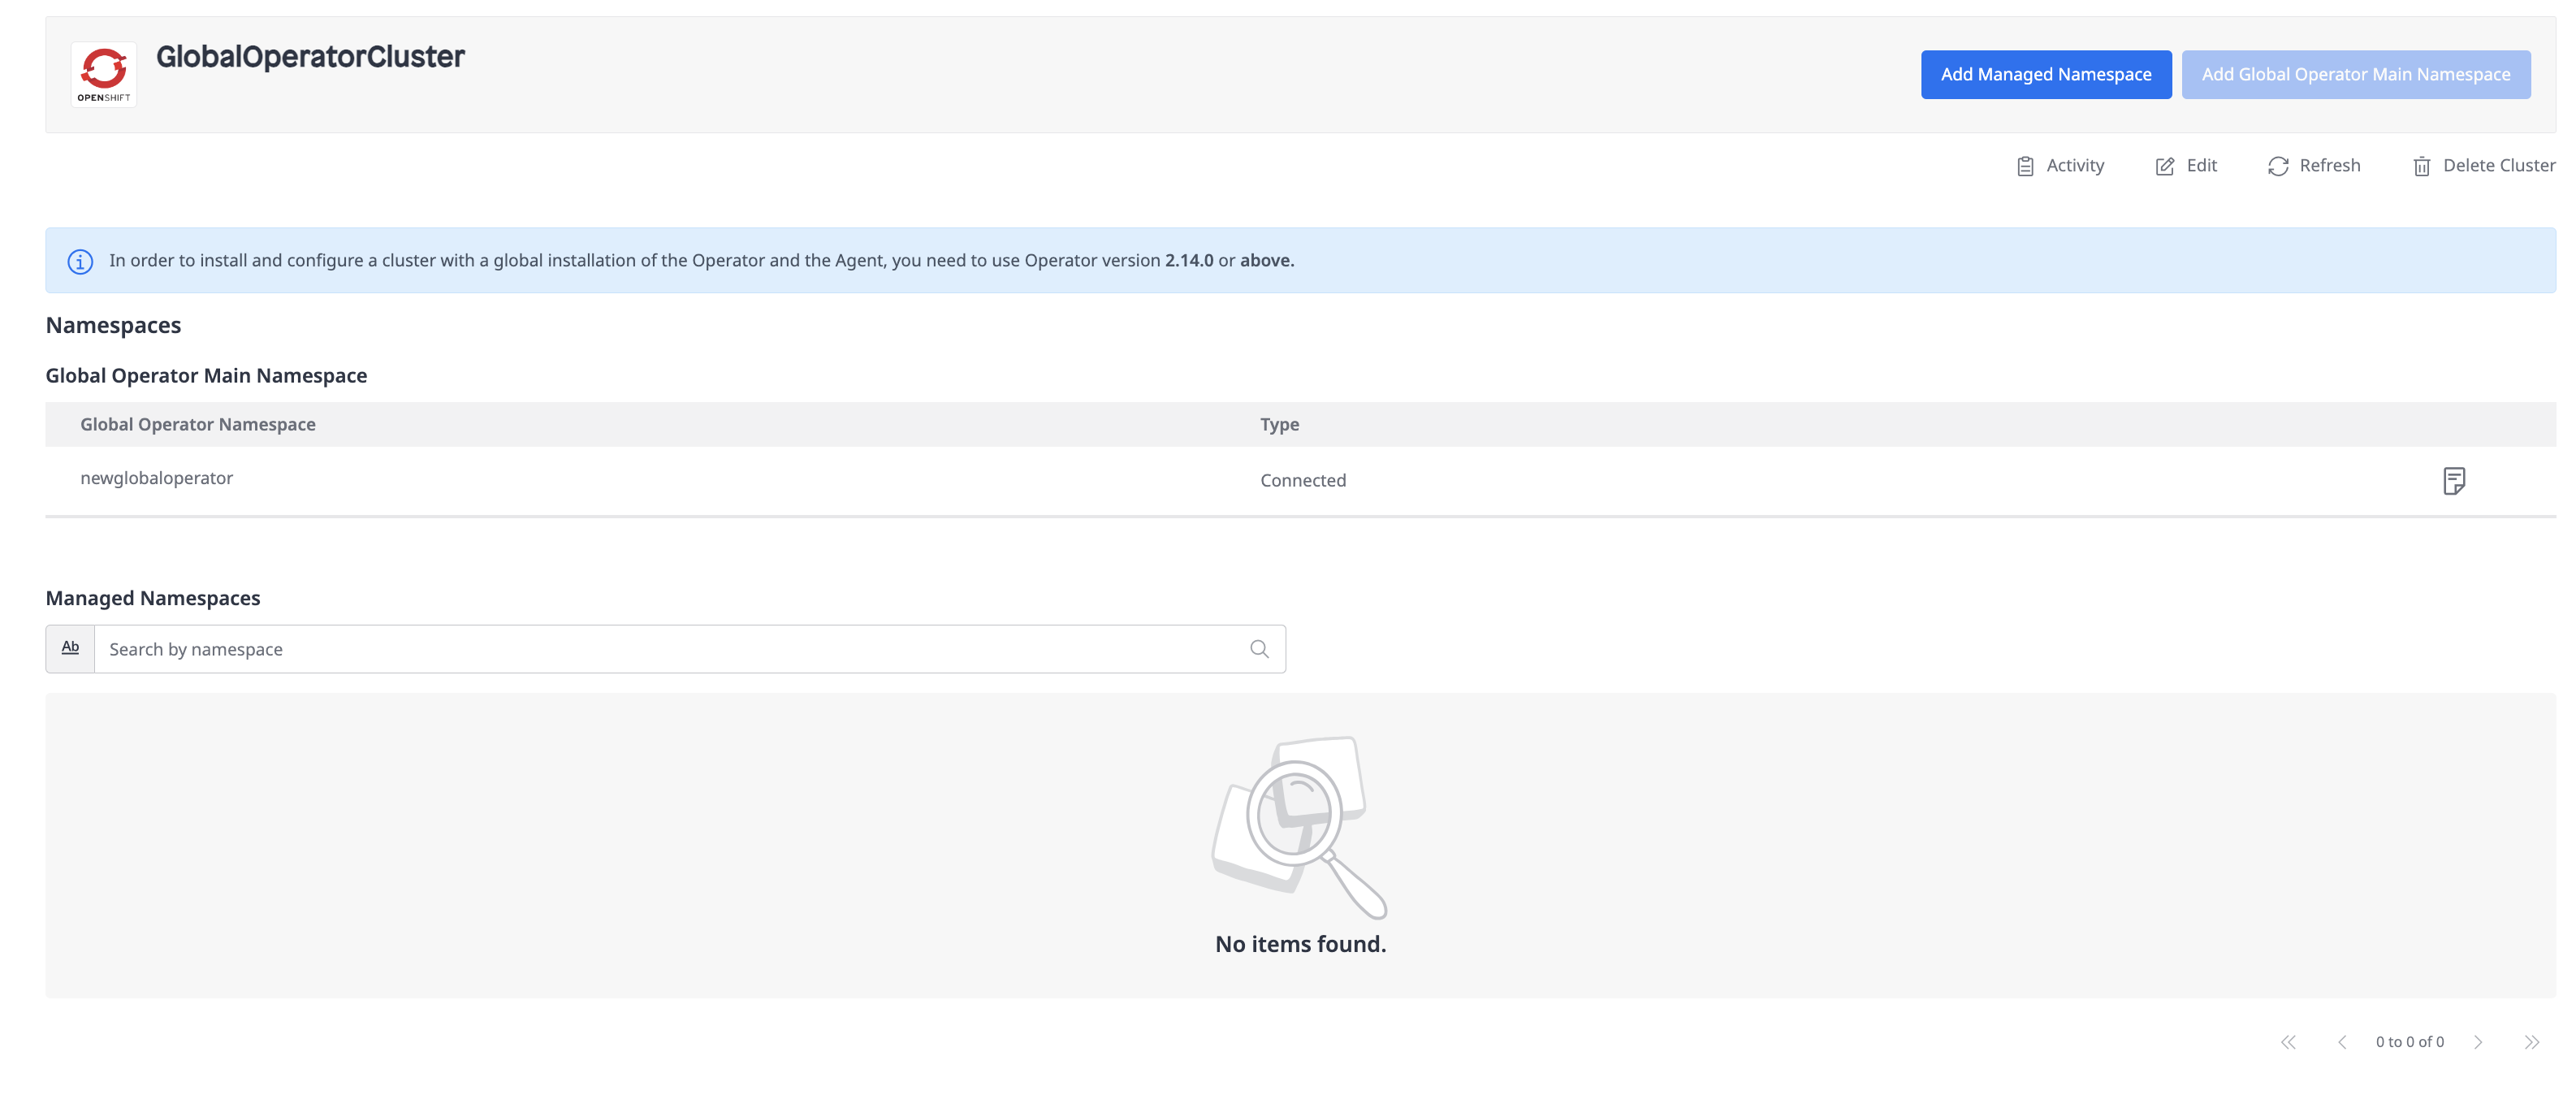 GlobalOperatorCluster
OPENSHIFT
Add Managed Namespace
Add Global Operator Main Namespace
Activity
Edit
Refresh
Delete Cluster
In order to install and configure a cluster with a global installation of the Operator and the Agent, you need to use Operator version 2.14.0 or above.
Namespaces
Global Operator Main Namespace
Global Operator Namespace
Type
newglobaloperator
Connected
Managed Namespaces
Ab
Search by namespace
No items found.
0 to 0 of 0